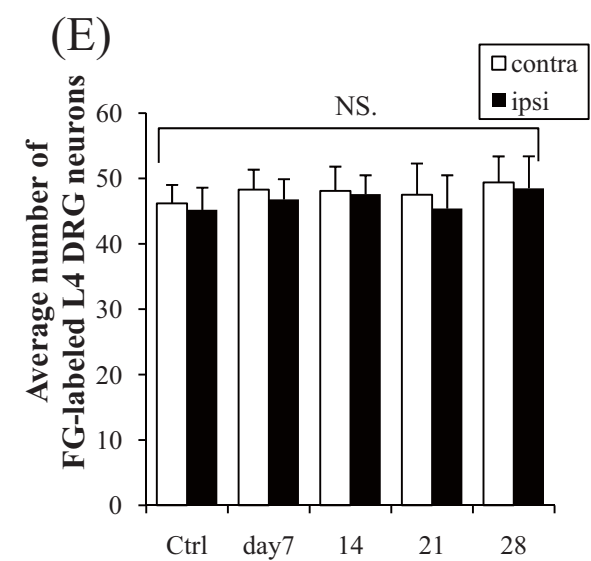 (E)
contra
ipsi
NS.
Average number of
FG-labeled L4 DRG neurons
60
50
40
30
20
10
0
Ctrl day7 14 21 28